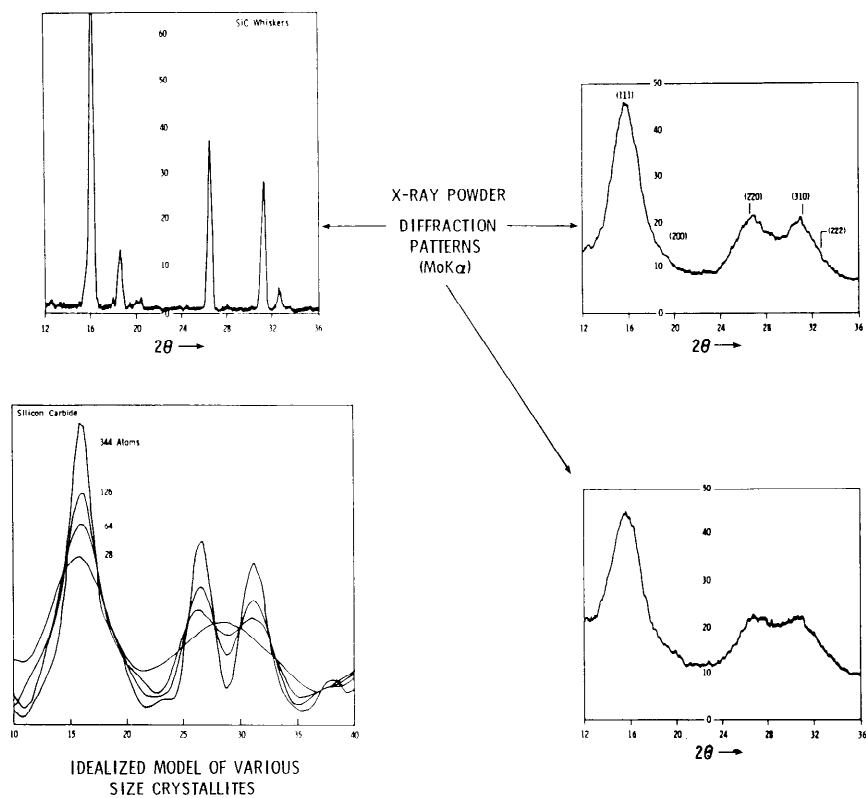 SiC Whiskers
60
50
40
30
20
10
0
12 16 20 24 28 32 36
2θ →
X-RAY POWDER
DIFFRACTION
PATTERNS
(MoKα)
50
40
30
20
10
0
(111)
(200)
(220)
(310)
(222)
12 16 20 24 28 32 36
2θ →
Silicon Carbide
344 Atoms
126
64
28
10 15 20 25 30 35 40
IDEALIZED MODEL OF VARIOUS
SIZE CRYSTALLITES
50
40
30
20
10
0
12 16 20 24 28 32 36
2θ →